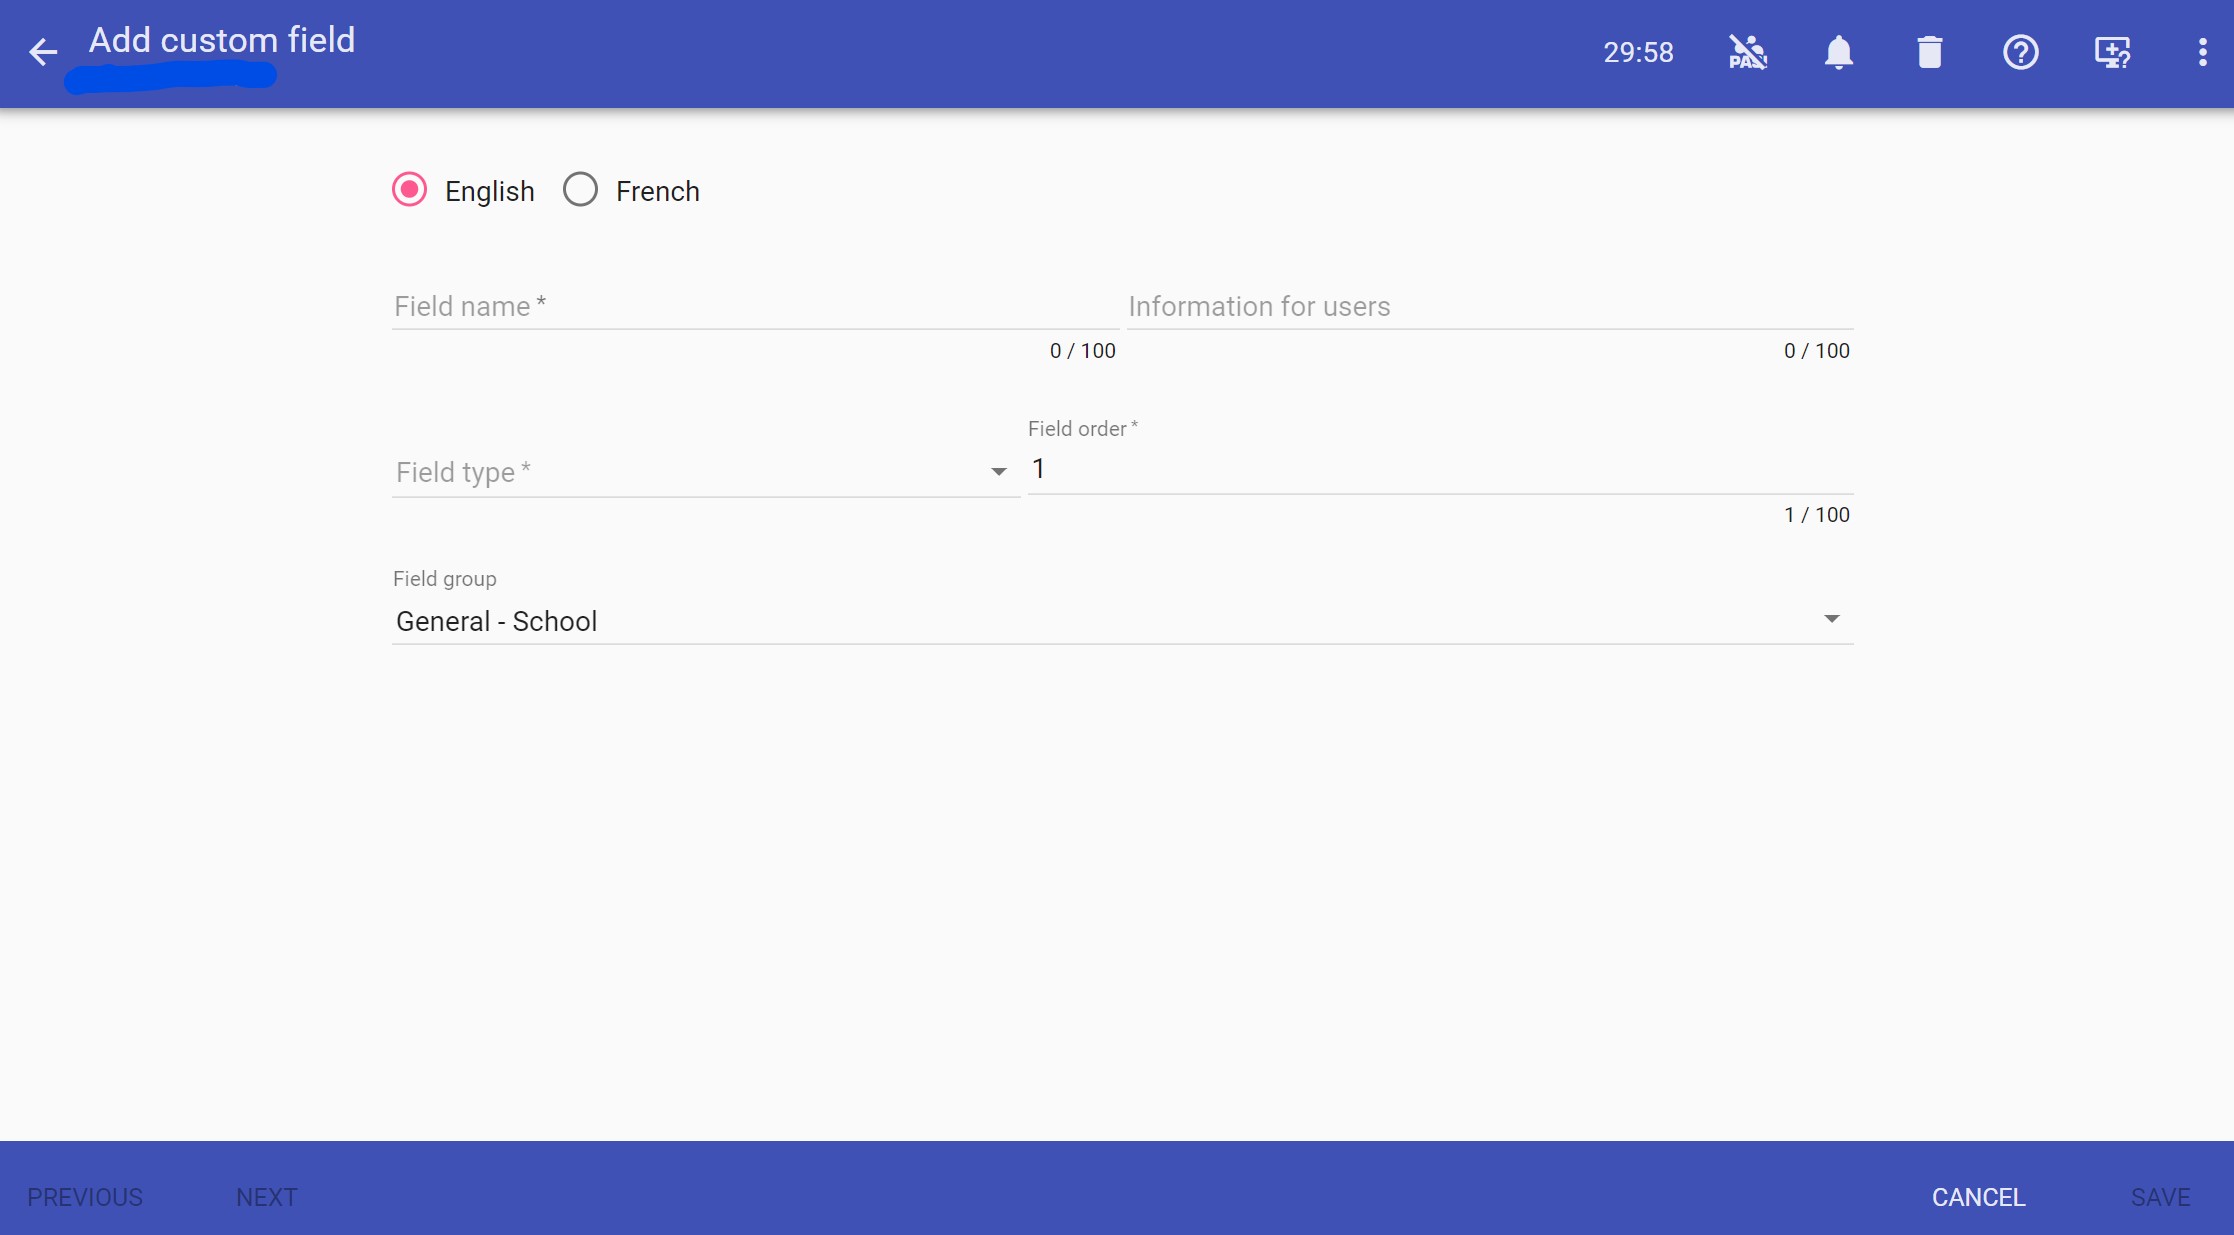 Add custom field
29:58
English French
Field name * Information for users
0 / 100 0 / 100
Field order *
Field type * 1
1 / 100
Field group
General - School
PREVIOUS NEXT CANCEL SAVE